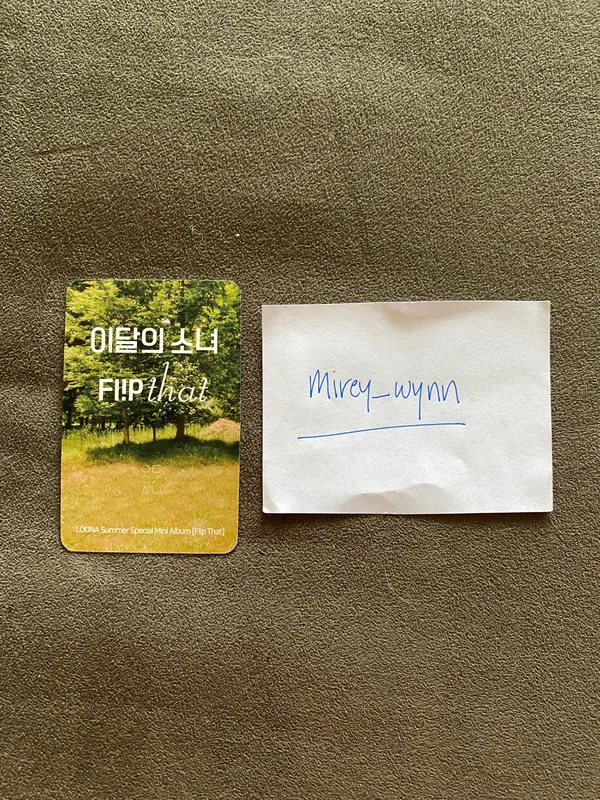 이달의 소녀
FL!P that
LOONA Summer Special Mini Album [Flip That]
Mirey_wynn